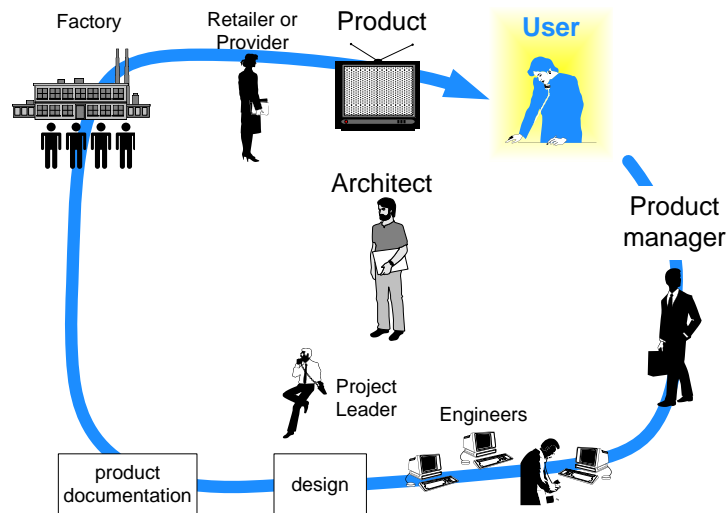 Factory
Retailer or
Provider
Product
User
Architect
Product
manager
Project
Leader
Engineers
product
documentation
design